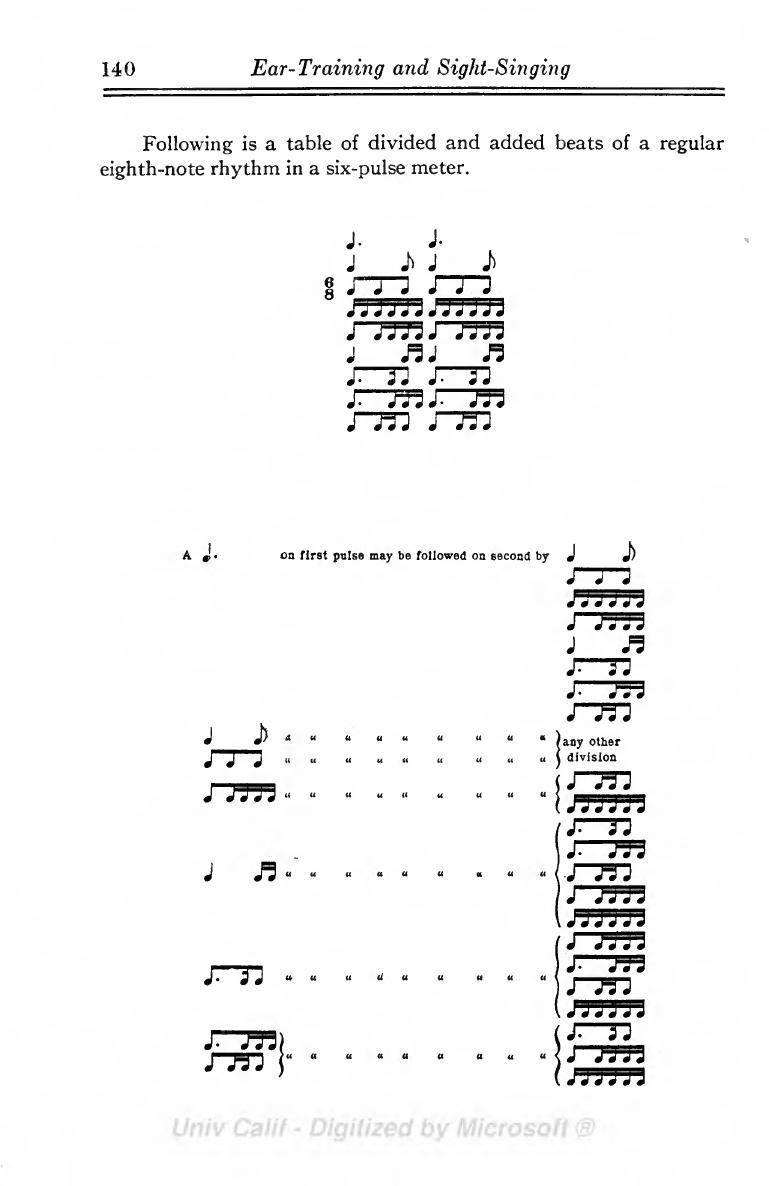 140 Ear-Training and Sight-Singing
Following is a table of divided and added beats of a regular
eighth-note rhythm in a six-pulse meter.
6
8
A on first pulse may be followed on second by
" " " " " " " " " any other
" " " " " " " " " division
" " " " " " " " "
" " " " " " " " "
" " " " " " " " "
" " " " " " " " "
Univ Calif - Digitized by Microsoft ®